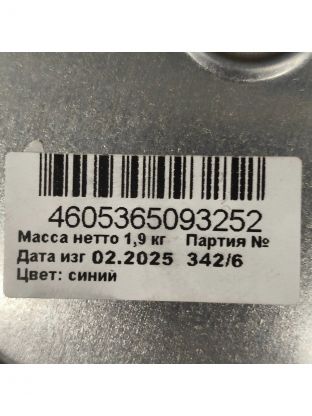 4605365093252
Масса нетто 1,9 кг Партия №
Дата изг 02.2025 342/6
Цвет: синий